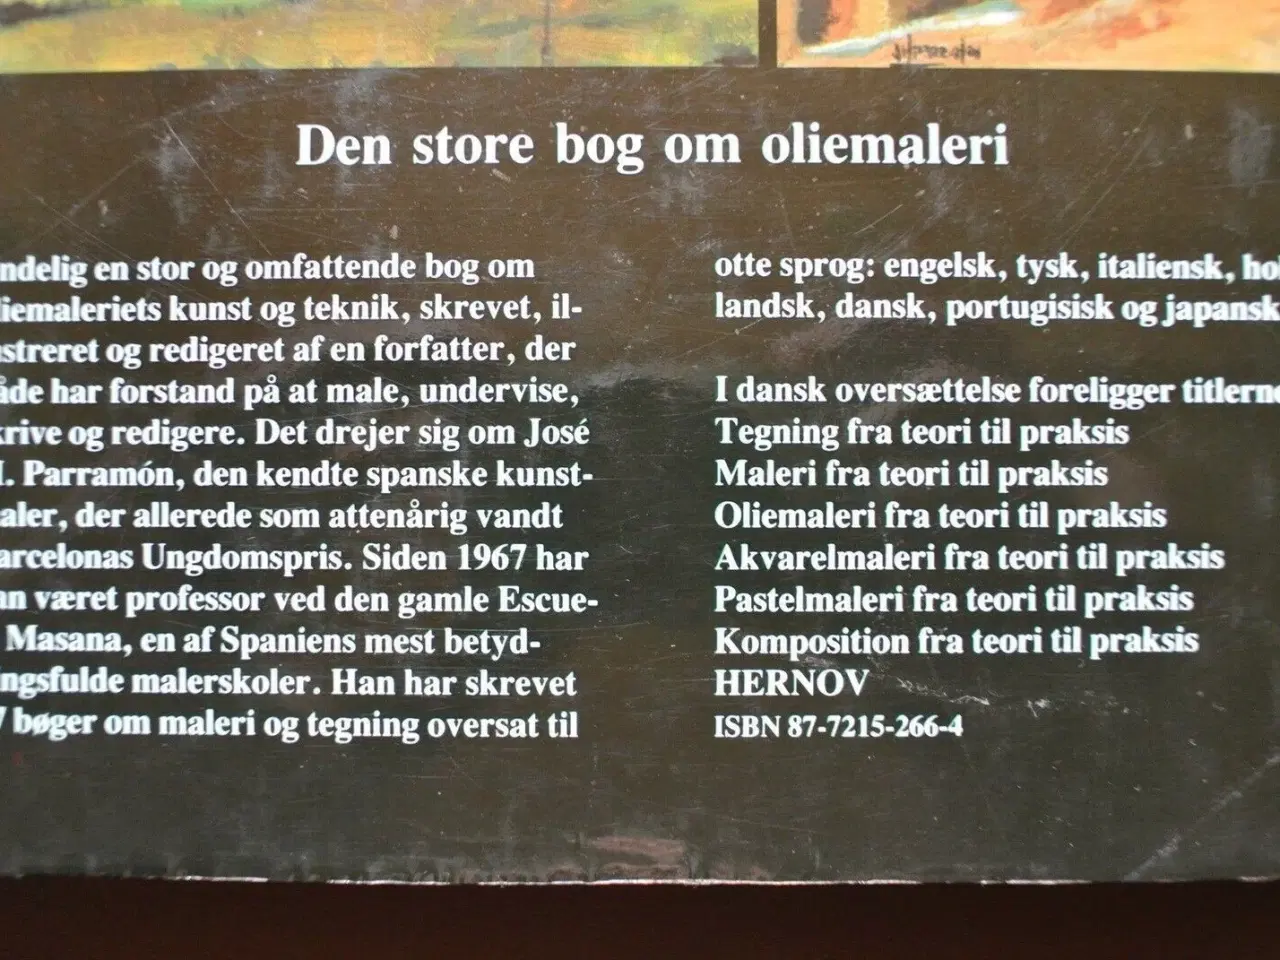 Den store bog om oliemaleri
ndelig en stor og omfattende bog om
iemaleriets kunst og teknik, skrevet, il-
streret og redigeret af en forfatter, der
åde har forstand på at male, undervise,
krive og redigere. Det drejer sig om José
I. Parramón, den kendte spanske kunst-
aler, der allerede som attenårig vandt
arcelonas Ungdomspris. Siden 1967 har
an været professor ved den gamle Escue-
Masana, en af Spaniens mest betyd-
ngsfulde malerskoler. Han har skrevet
7 bøger om maleri og tegning oversat til
otte sprog: engelsk, tysk, italiensk, hol
landsk, dansk, portugisisk og japansk
I dansk oversættelse foreligger titlerne
Tegning fra teori til praksis
Maleri fra teori til praksis
Oliemaleri fra teori til praksis
Akvarelmaleri fra teori til praksis
Pastelmaleri fra teori til praksis
Komposition fra teori til praksis
HERNOV
ISBN 87-7215-266-4